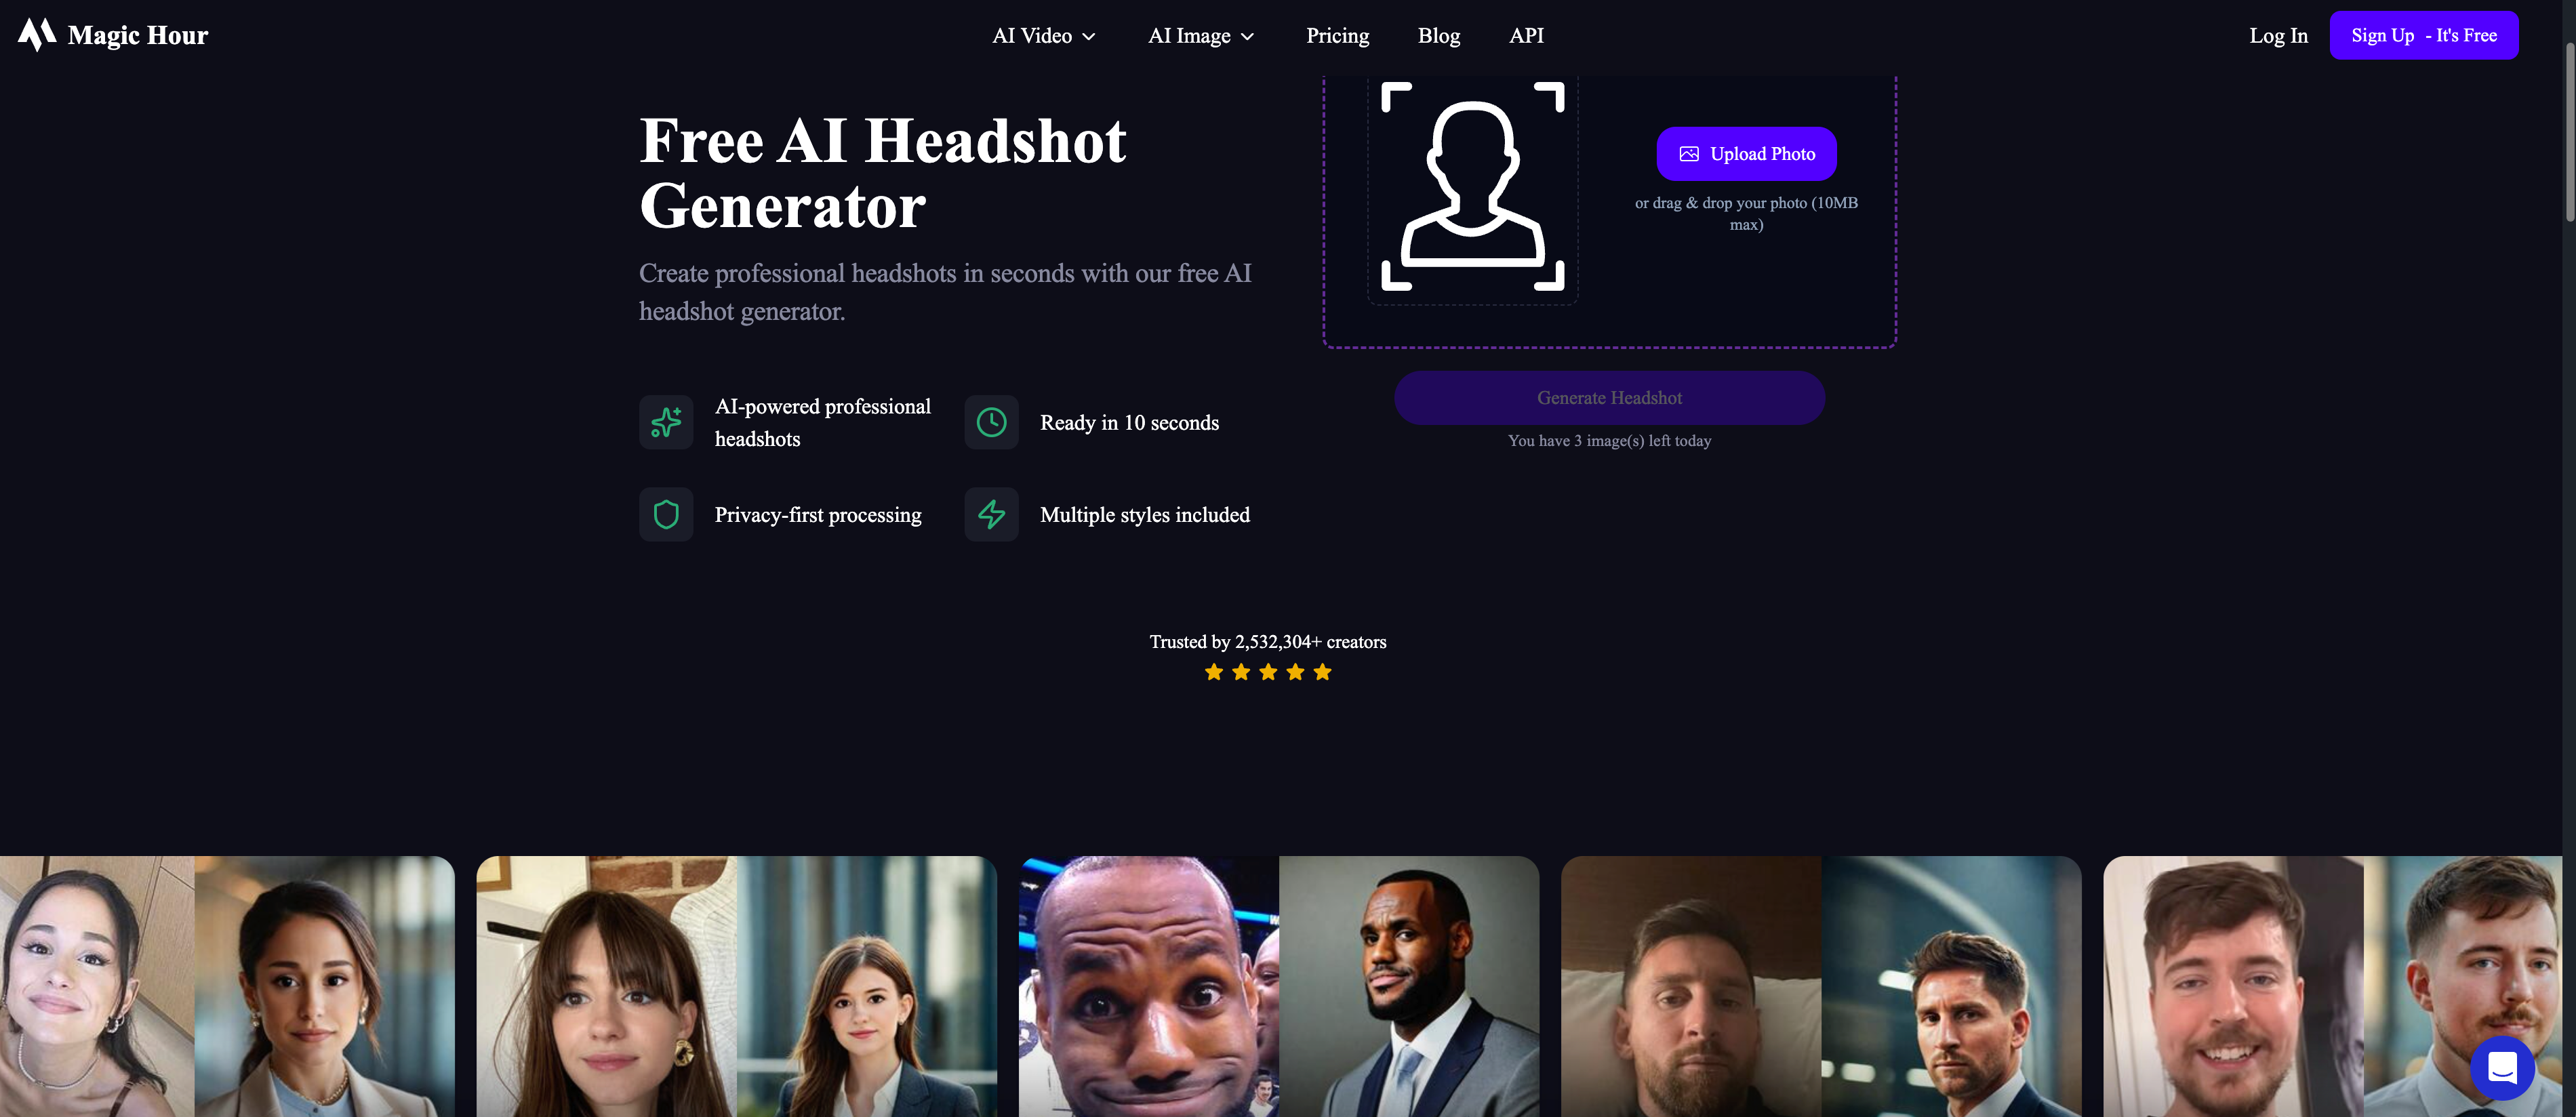 Magic Hour
AI Video
AI Image
Pricing
Blog
API
Log In
Sign Up - It's Free
Free AI Headshot
Generator
Create professional headshots in seconds with our free AI
headshot generator.
AI-powered professional
headshots
Ready in 10 seconds
Privacy-first processing
Multiple styles included
Upload Photo
or drag & drop your photo (10MB
max)
Generate Headshot
You have 3 image(s) left today
Trusted by 2,532,304+ creators